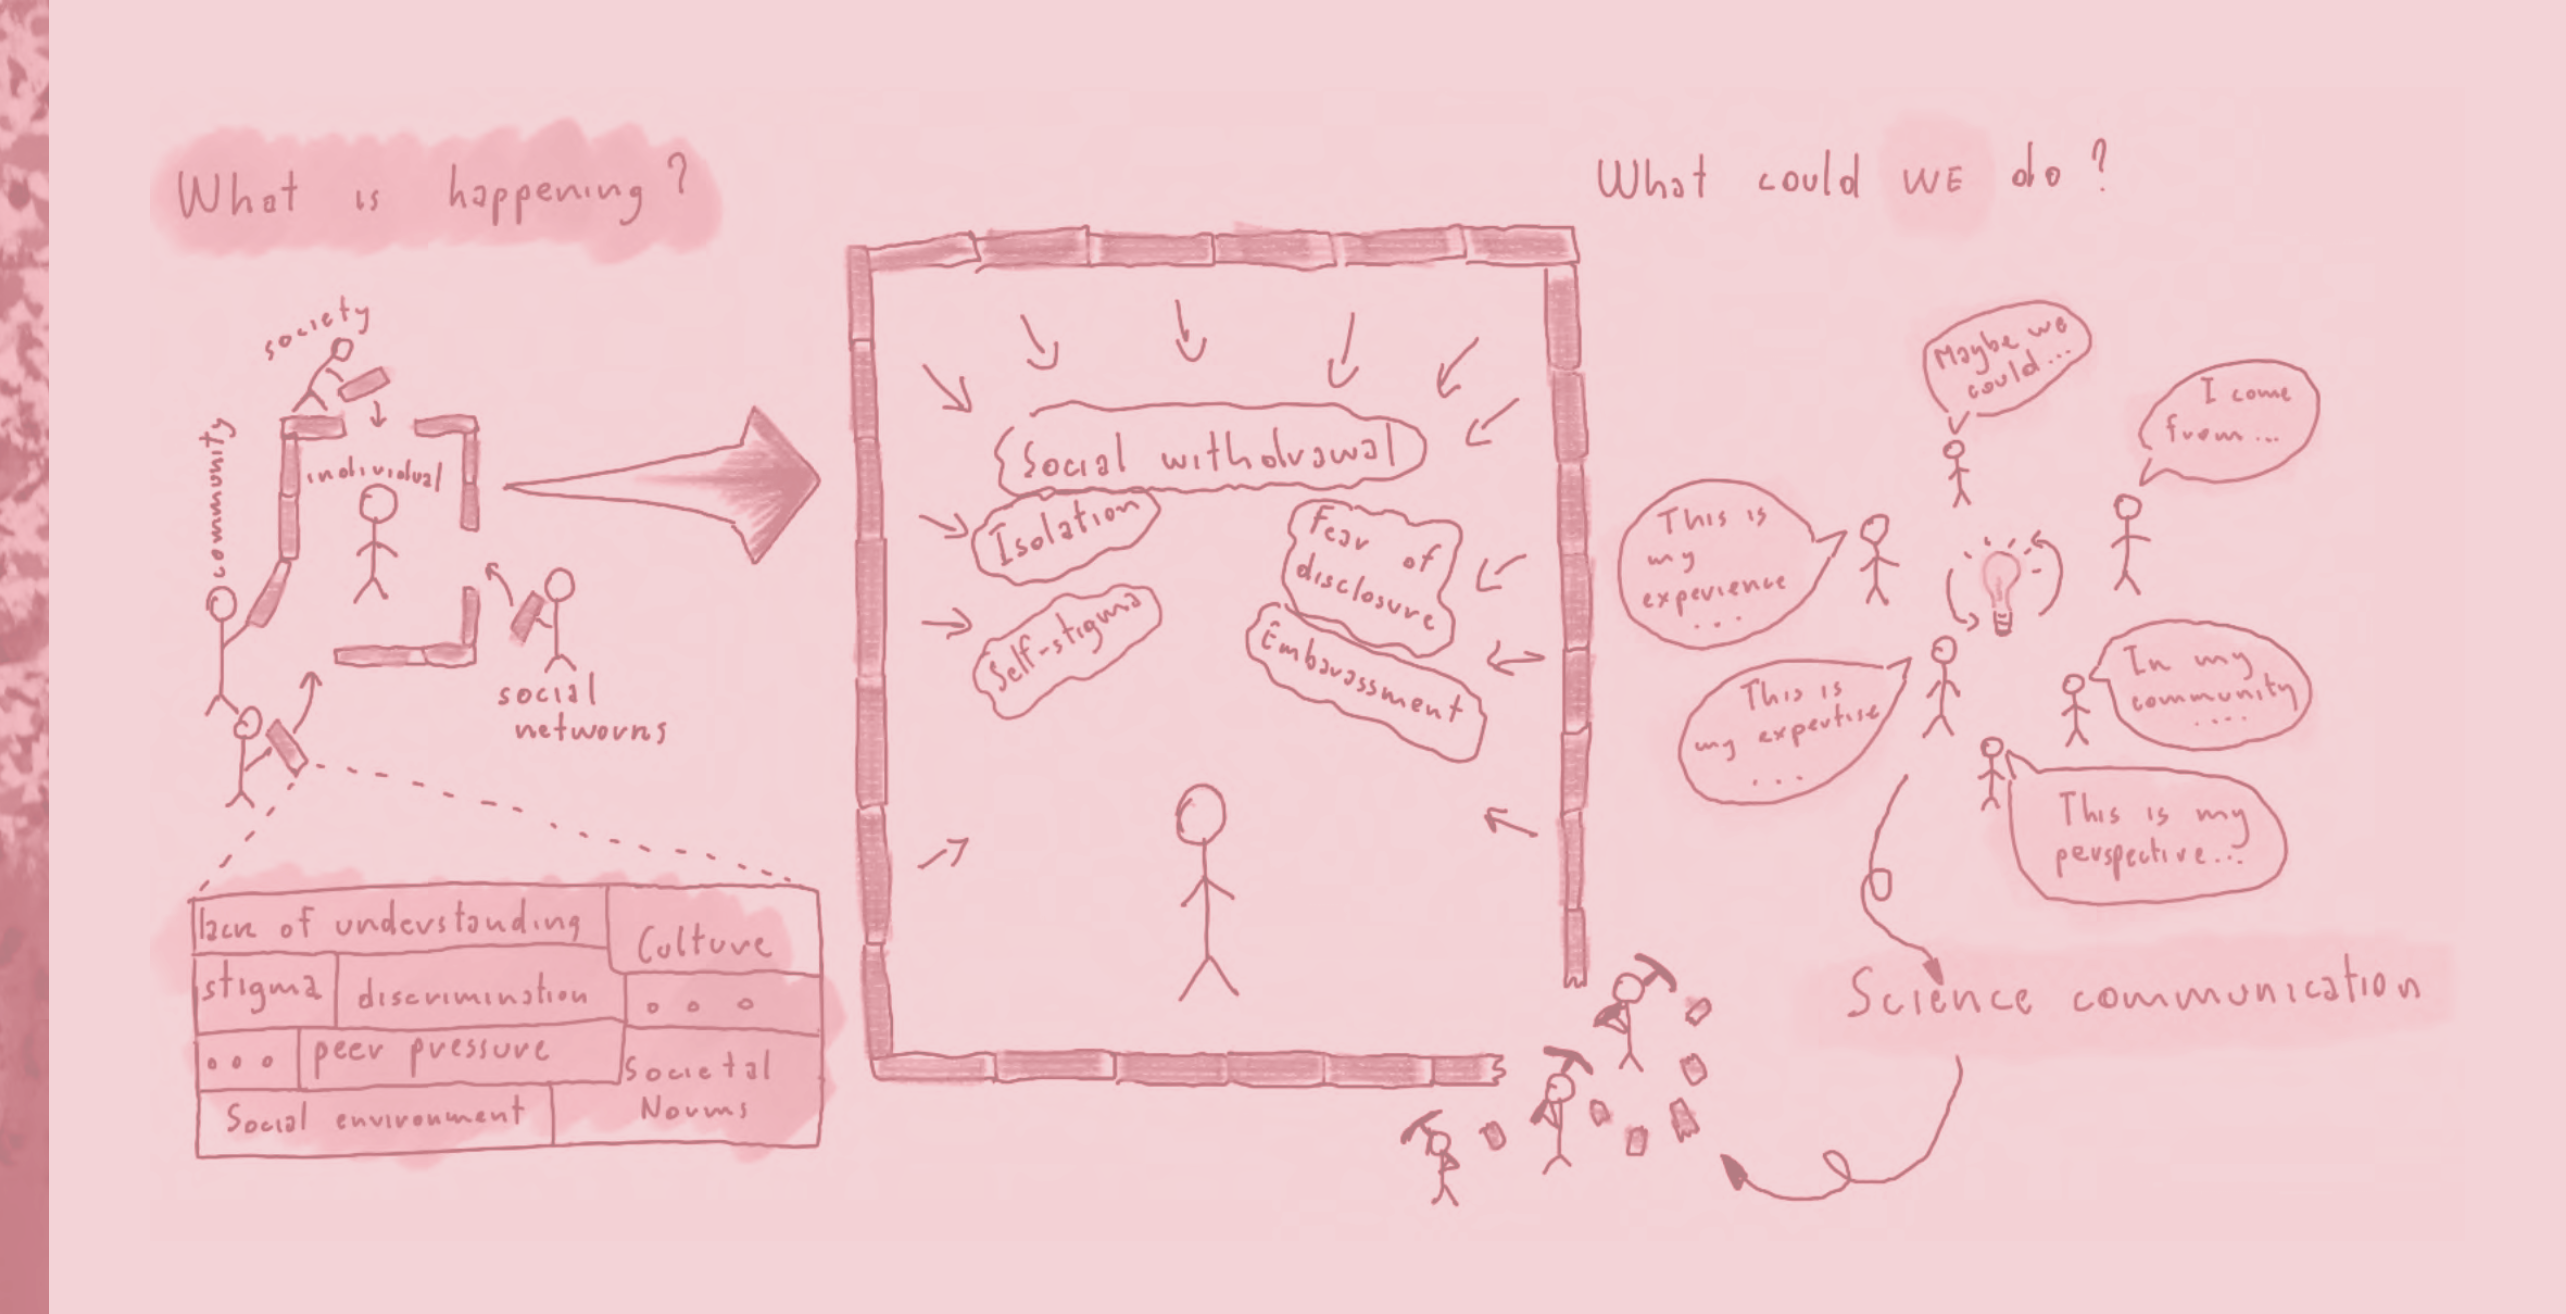 What is happening?
society
community
individual
social
networks
lack of understanding
Culture
stigma
discrimination
...
...
peer pressure
Societal
Norms
Social environment
Social withdrawal
Isolation
Fear
of
disclosure
Self-stigma
Embarassment
What could WE do?
Maybe we
could...
I come
from...
This is
my
experience
...
This is
my expertise
...
In my
community
....
This is my
perspective...
Science communication